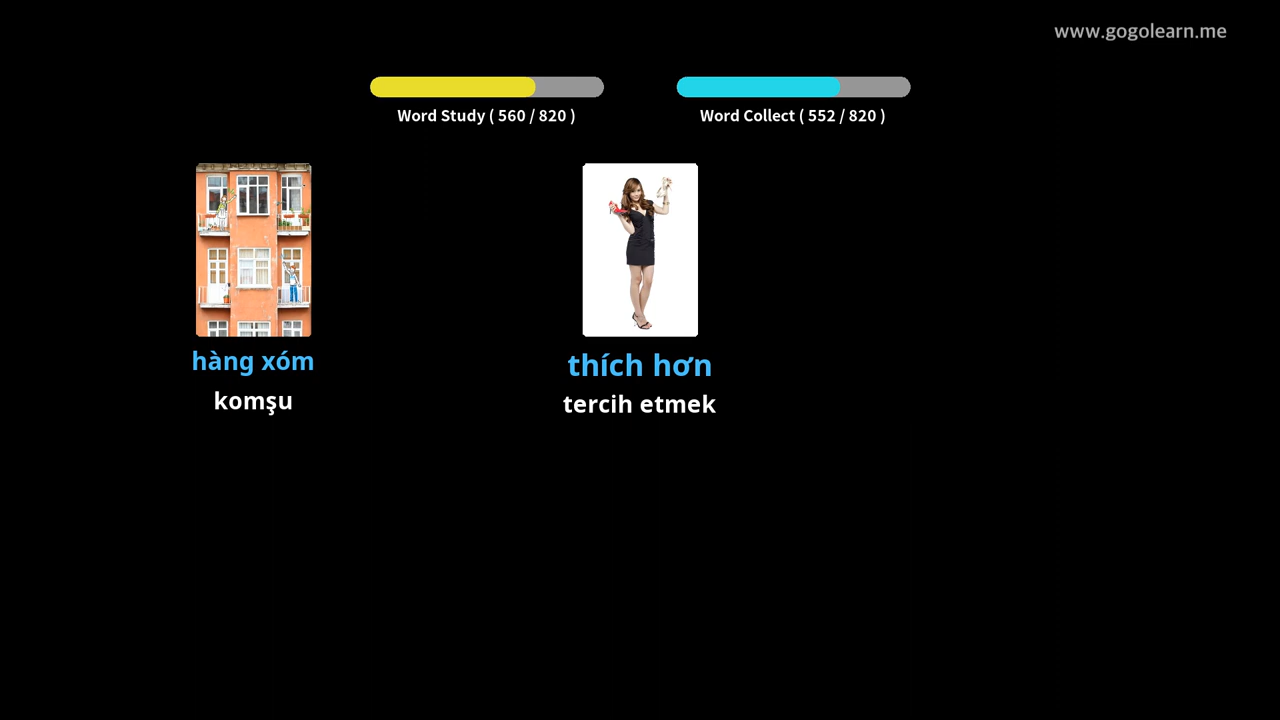 www.gogolearn.me
Word Study ( 560 / 820 )
Word Collect ( 552 / 820 )
hàng xóm
komşu
thích hơn
tercih etmek